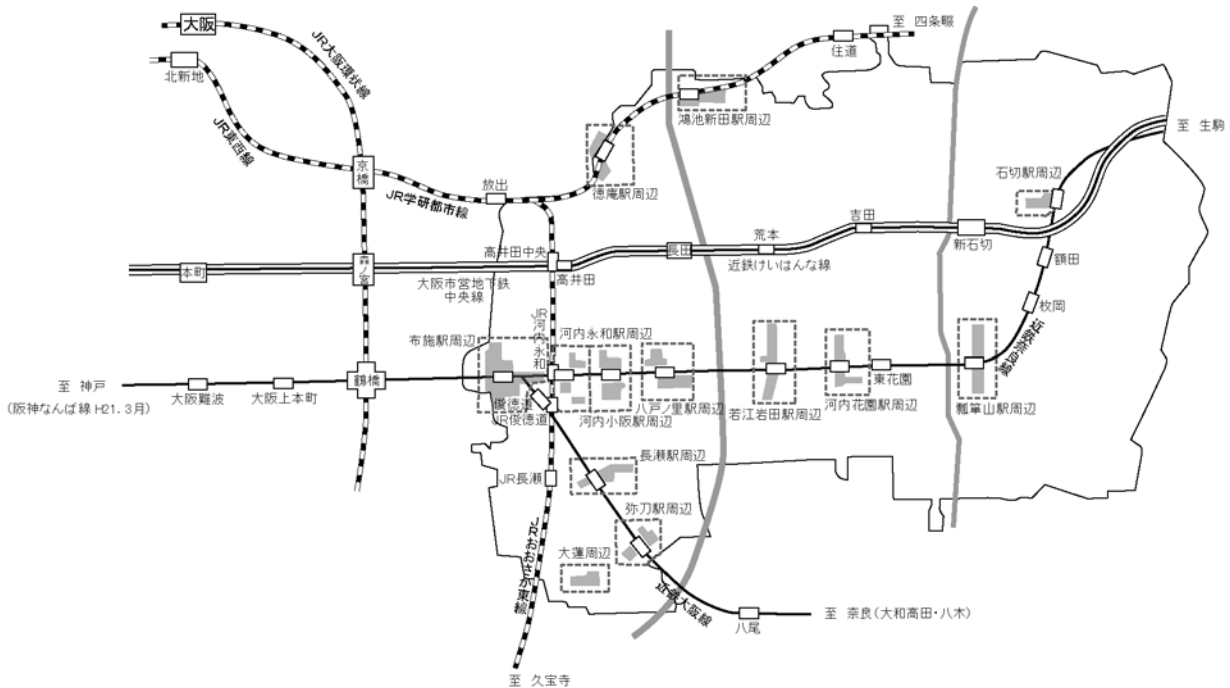 大阪
至 四条畷
住道
JR大阪環状線
北新地
鴻池新田駅周辺
至 生駒
JR東西線
京橋
放出
徳庵駅周辺
石切駅周辺
JR学研都市線
吉田
荒本
新石切
高井田中央
長田
本町
森ノ宮
大阪市営地下鉄
中央線
高井田
近鉄けいはんな線
額田
枚岡
JR河内永和
河内永和駅周辺
布施駅周辺
近鉄奈良線
至 神戸
(阪神なんば線 H21.3月)
大阪難波
大阪上本町
鶴橋
東花園
俊徳道
JR俊徳道
河内小阪駅周辺
八戸ノ里駅周辺
若江岩田駅周辺
河内花園駅周辺
瓢箪山駅周辺
長瀬駅周辺
JR長瀬
弥刀駅周辺
大蓮周辺
JRおおさか東線
近鉄大阪線
八尾
至 奈良(大和高田・八木)
至 久宝寺